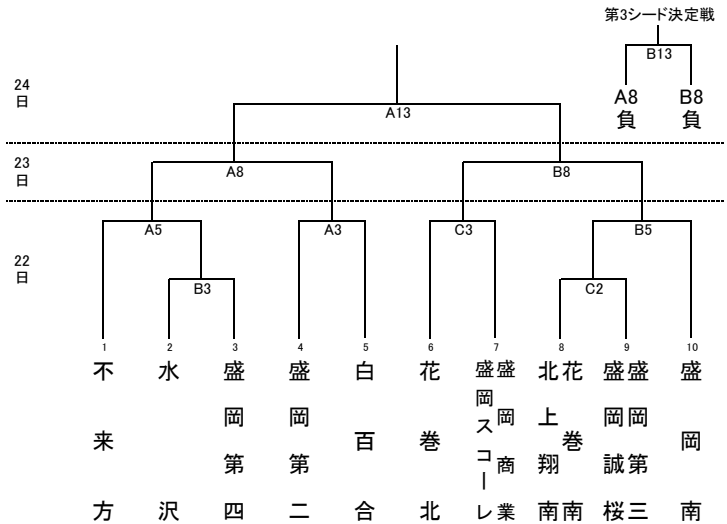 第3シード決定戦
B13
A8
負
B8
負
24
日
A13
23
日
A8
B8
22
日
A5
A3
C3
B5
B3
C2
1
2
3
4
5
6
7
8
9
10
不来方
水沢
盛岡第四
盛岡第二
白百合
花巻北
盛岡商業
盛岡スコーレ
花巻南
北上翔南
盛岡第三
盛岡誠桜
盛岡南